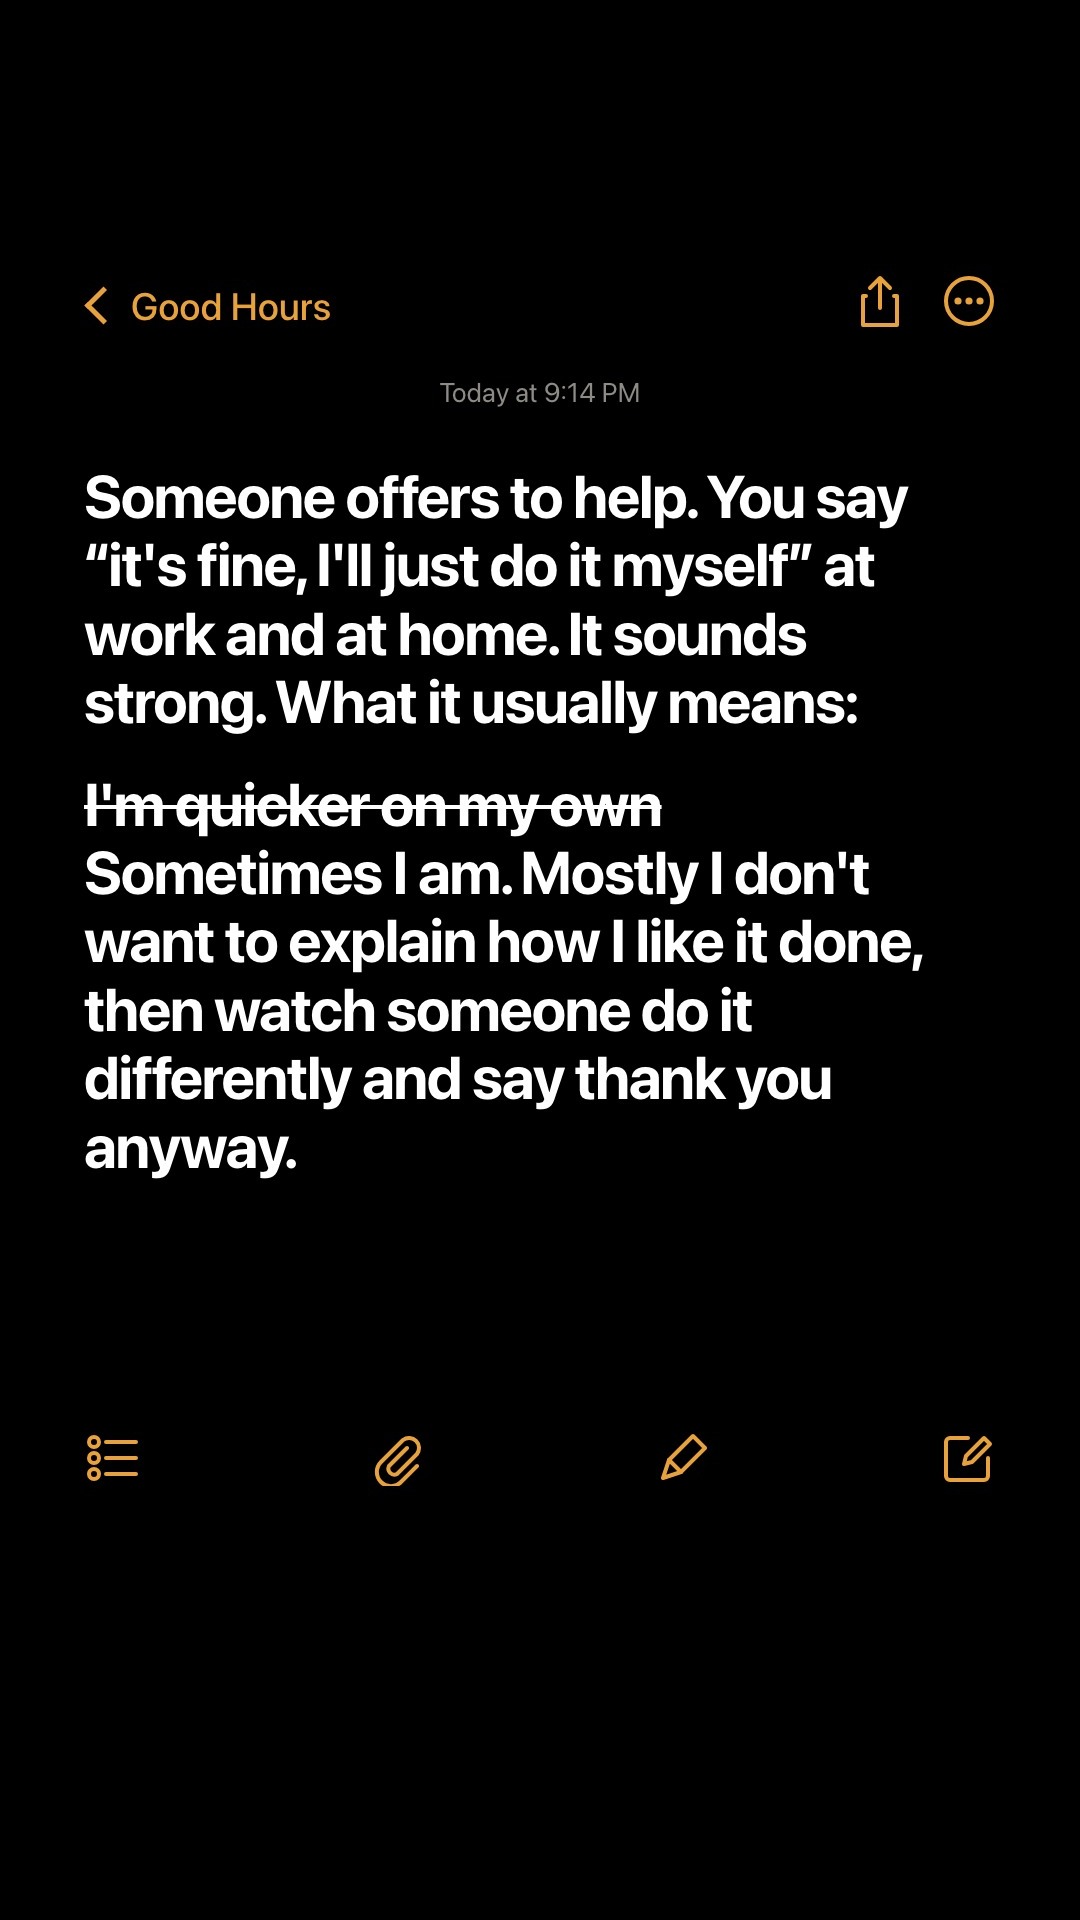 Good Hours
Today at 9:14 PM
Someone offers to help. You say
“it's fine, I'll just do it myself” at
work and at home. It sounds
strong. What it usually means:
I'm quicker on my own
Sometimes I am. Mostly I don't
want to explain how I like it done,
then watch someone do it
differently and say thank you
anyway.